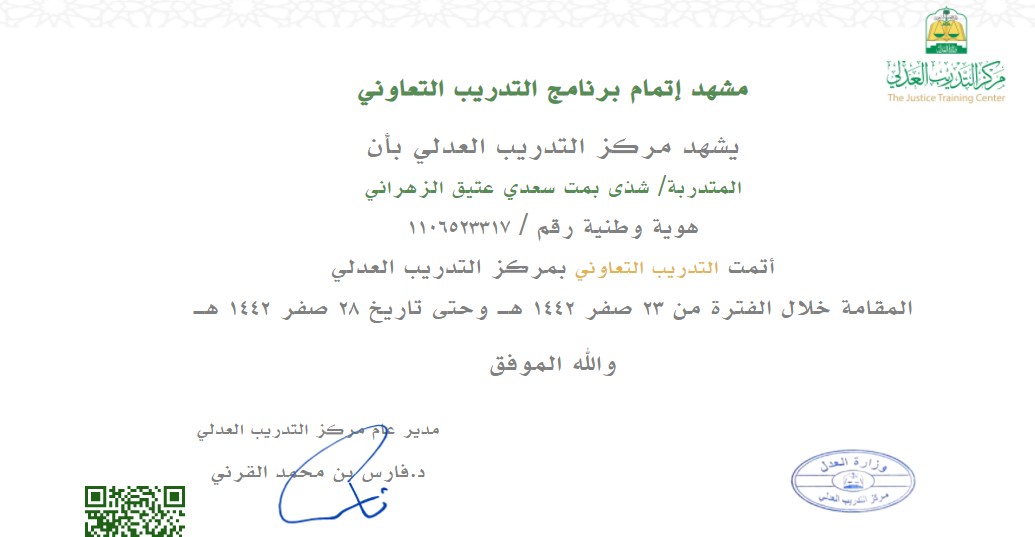 مركز التدريب العدلي
The Justice Training Center
مشهد إتمام برنامج التدريب التعاوني
يشهد مركز التدريب العدلي بأن
المتدربة/ شذى بمت سعدي عتيق الزهراني
هوية وطنية رقم / ١١٠٦٥٢٣٣١٧
أتمت التدريب التعاوني بمركز التدريب العدلي
المقامة خلال الفترة من ٢٣ صفر ١٤٤٢ هـ وحتى تاريخ ٢٨ صفر ١٤٤٢ هـ
والله الموفق
مدير عام مركز التدريب العدلي
د.فارس بن محمد القرني
وزارة العدل
مركز التدريب العدلي